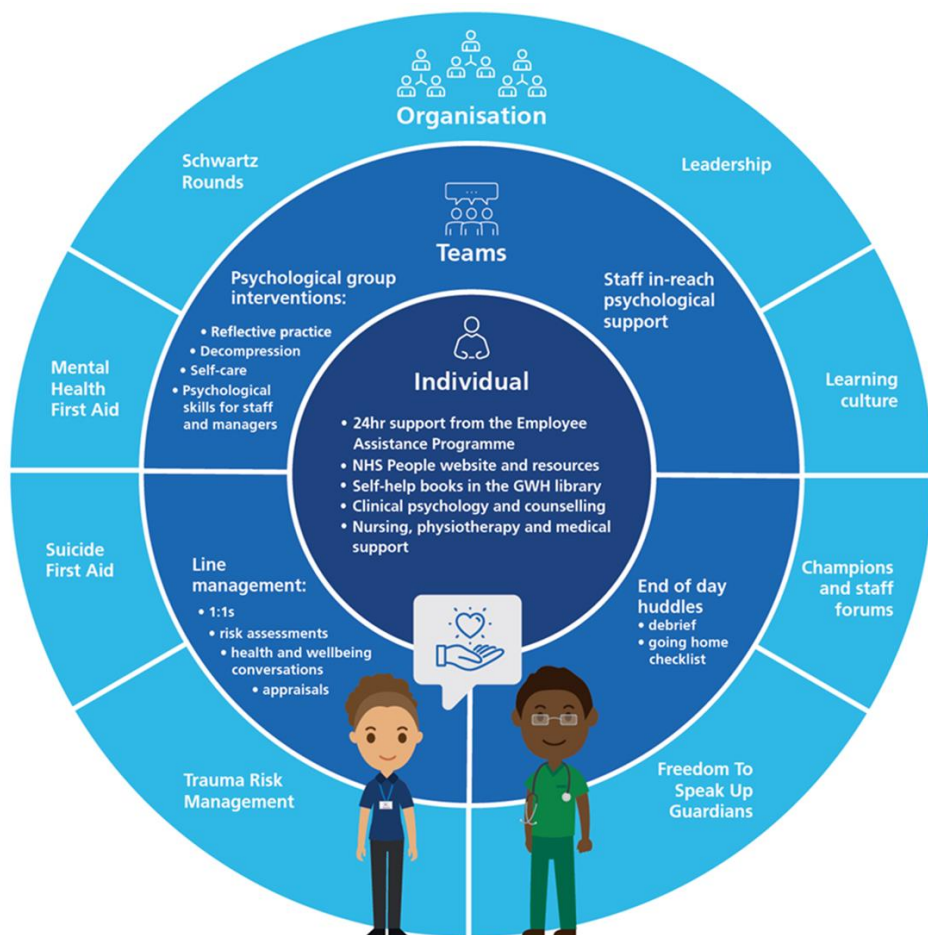 Organisation
Schwartz
Rounds
Leadership
Mental
Health
First Aid
Learning
culture
Suicide
First Aid
Champions
and staff
forums
Trauma Risk
Management
Freedom To
Speak Up
Guardians
...
Teams
Psychological group
interventions:
• Reflective practice
• Decompression
• Self-care
• Psychological
skills for staff
and managers
Staff in-reach
psychological
support
Line
management:
• 1:1s
• risk assessments
• health and wellbeing
conversations
• appraisals
End of day
huddles
• debrief
• going home
checklist
Individual
• 24hr support from the Employee
Assistance Programme
• NHS People website and resources
• Self-help books in the GWH library
• Clinical psychology and counselling
• Nursing, physiotherapy and medical
support